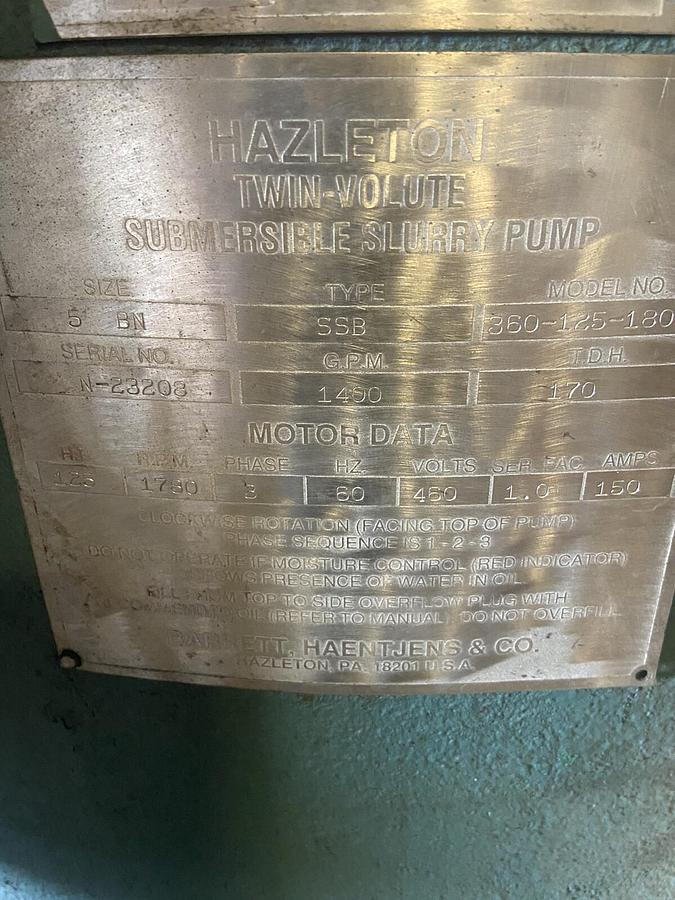 HAZLETON
TWIN-VOLUTE
SUBMERSIBLE SLURRY PUMP
SIZE TYPE MODEL NO.
5 BN SSB 360-125-180
SERIAL NO. G.P.M. T.D.H.
N-23208 170
MOTOR DATA
PHASE HZ. VOLTS SER. FAC. AMPS
125 3 60 460 1.0 150
CLOCKWISE ROTATION (FACING TOP OF PUMP)
PHASE SEQUENCE IS 1-2-3
DO NOT OPERATE IF MOISTURE CONTROL (RED INDICATOR)
SHOWS PRESENCE OF WATER IN OIL.
FILL FROM TOP TO SIDE OVERFLOW PLUG WITH
OIL (REFER TO MANUAL). DO NOT OVERFILL.
BARRETT, HAENTJENS & CO.
HAZLETON, PA. 18201 U.S.A.